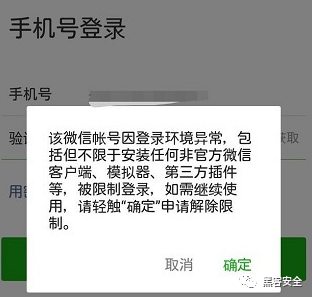 手机号登录
手机号
验
取
该微信帐号因登录环境异常，包
括但不限于安装任何非官方微信
客户端、模拟器、第三方插件
等，被限制登录，如需继续使
用，请轻触“确定”申请解除限
制。
用
取消
确定
黑客安全